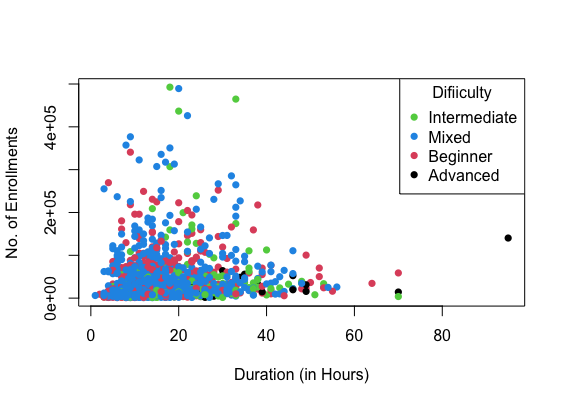 Difiiculty
Intermediate
Mixed
Beginner
Advanced
4e+05
2e+05
0e+00
No. of Enrollments
0 20 40 60 80
Duration (in Hours)